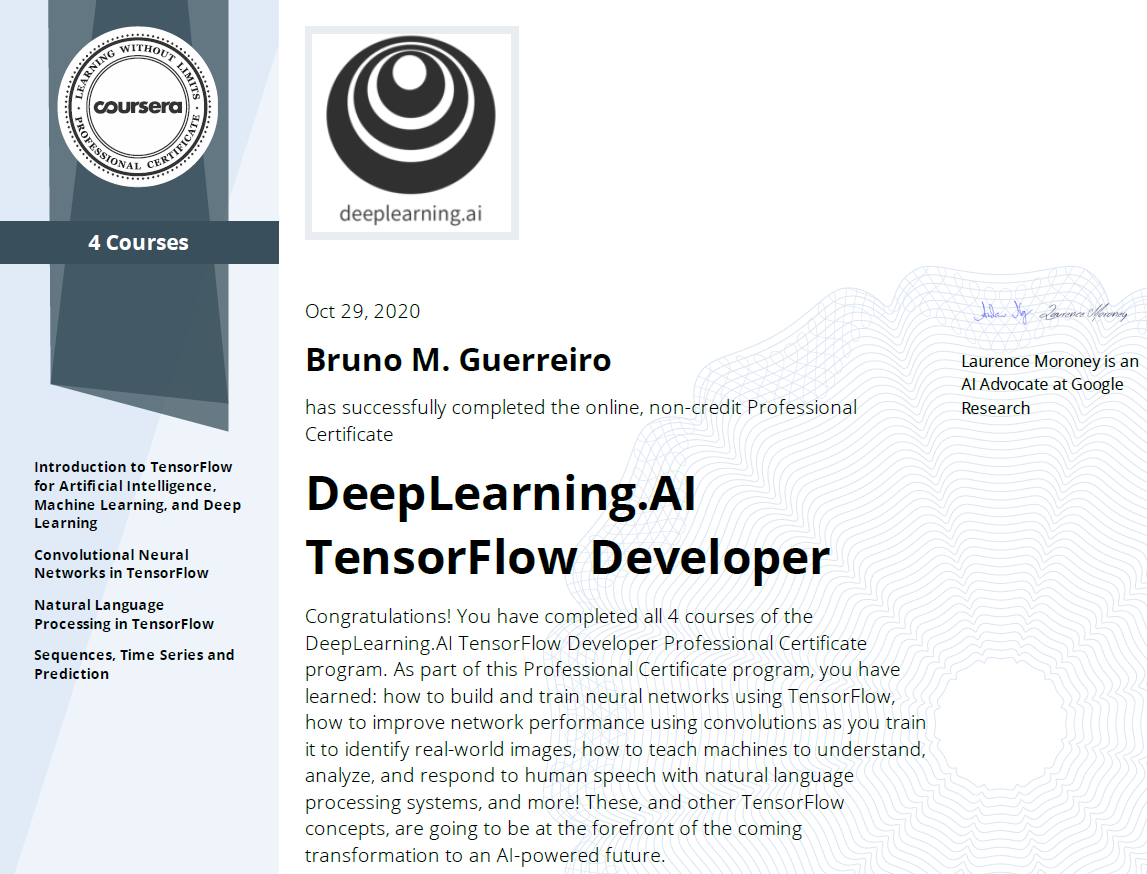 LEARNING WITHOUT LIMITS
coursera
PROFESSIONAL CERTIFICATE
4 Courses
Introduction to TensorFlow
for Artificial Intelligence,
Machine Learning, and Deep
Learning
Convolutional Neural
Networks in TensorFlow
Natural Language
Processing in TensorFlow
Sequences, Time Series and
Prediction
deeplearning.ai
Oct 29, 2020
Bruno M. Guerreiro
has successfully completed the online, non-credit Professional
Certificate
DeepLearning.AI
TensorFlow Developer
Congratulations! You have completed all 4 courses of the
DeepLearning.AI TensorFlow Developer Professional Certificate
program. As part of this Professional Certificate program, you have
learned: how to build and train neural networks using TensorFlow,
how to improve network performance using convolutions as you train
it to identify real-world images, how to teach machines to understand,
analyze, and respond to human speech with natural language
processing systems, and more! These, and other TensorFlow
concepts, are going to be at the forefront of the coming
transformation to an AI-powered future.
Laurence Moroney
Laurence Moroney is an
AI Advocate at Google
Research